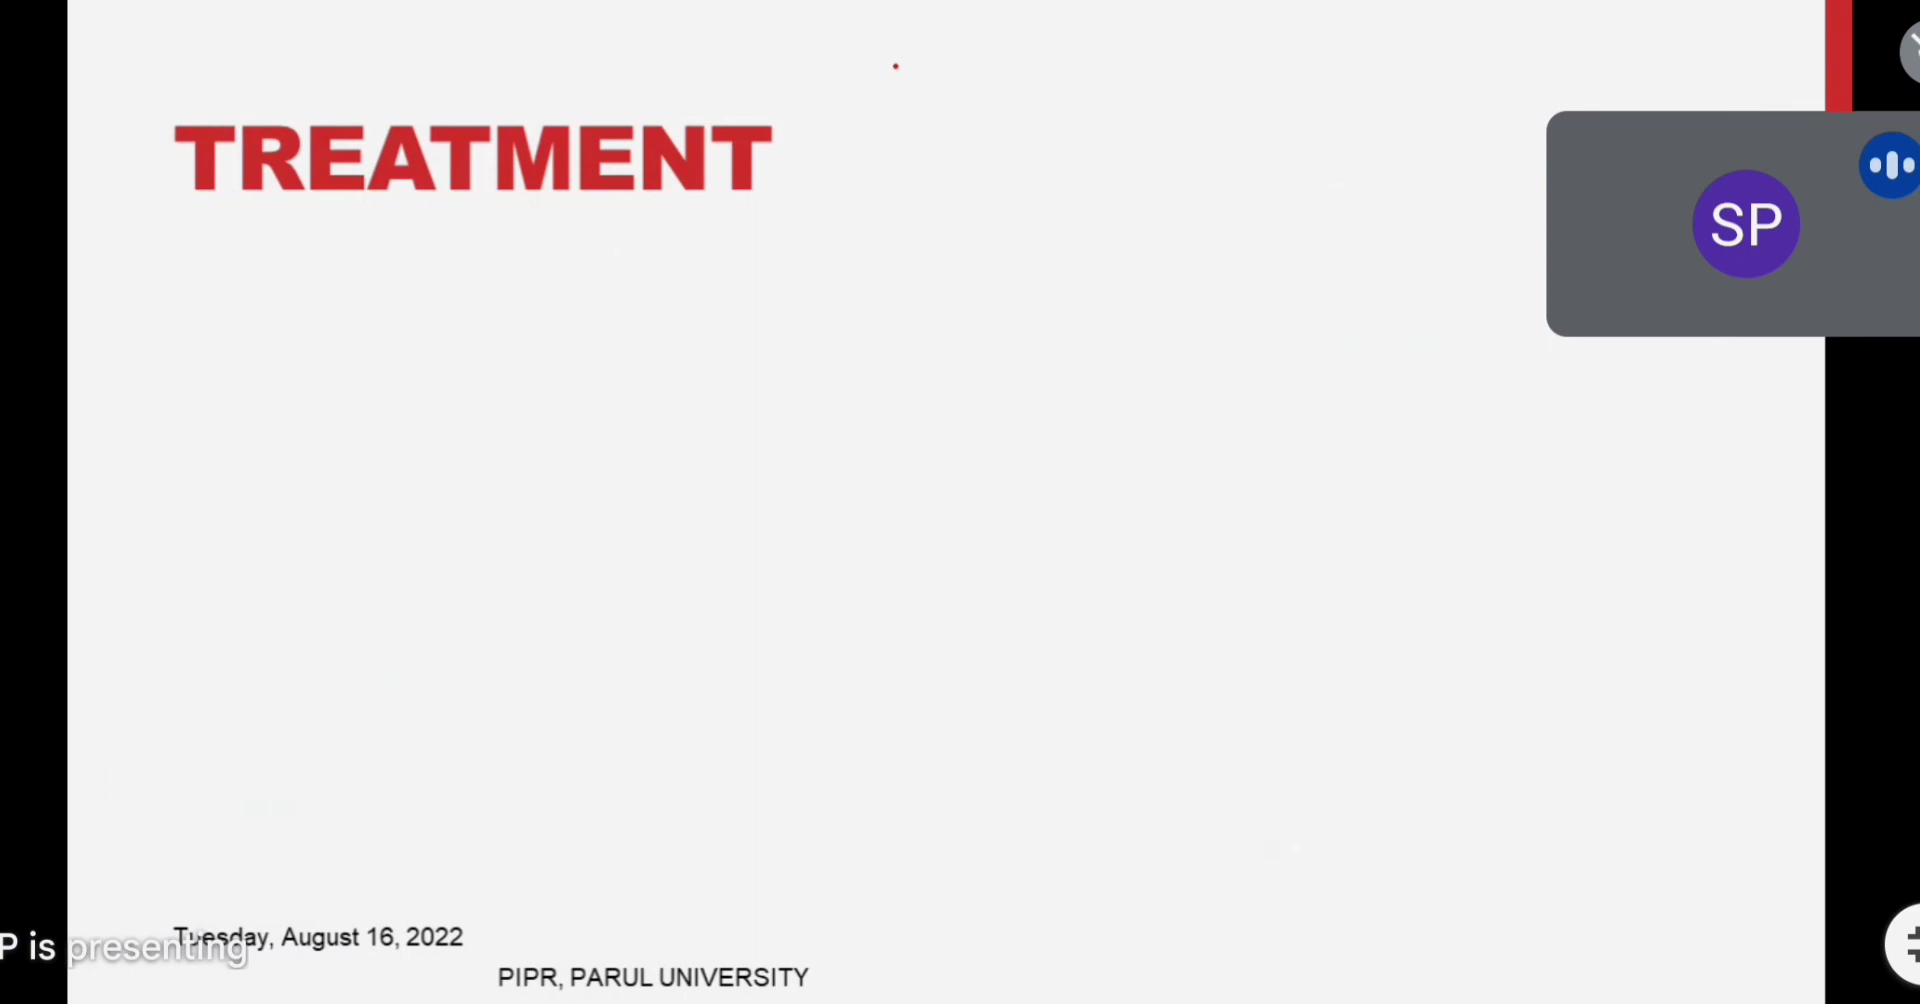 TREATMENT
SP
Tuesday, August 16, 2022
P is presenting
PIPR, PARUL UNIVERSITY